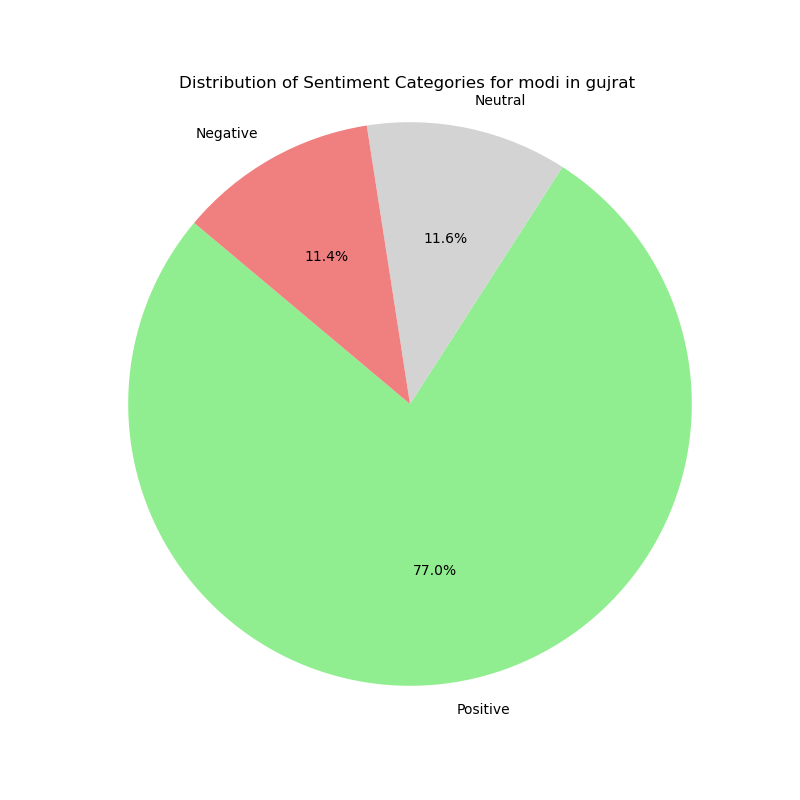 Distribution of Sentiment Categories for modi in gujrat
Neutral
Negative
11.6%
11.4%
77.0%
Positive